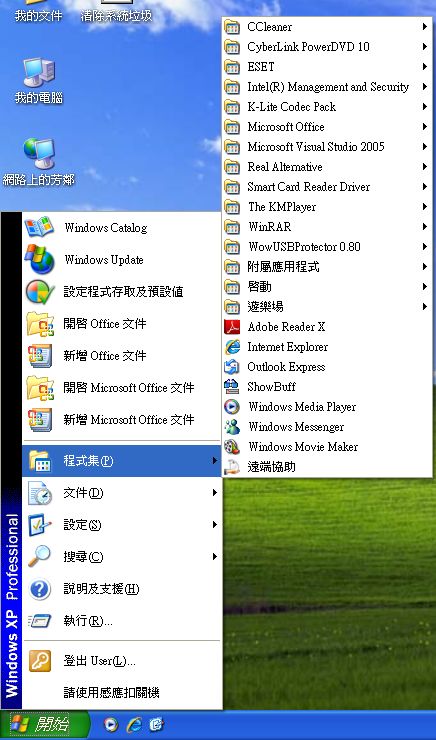 我的文件
清除系統垃圾
我的電腦
網路上的芳鄰
CCleaner
CyberLink PowerDVD 10
ESET
Intel(R) Management and Security
K-Lite Codec Pack
Microsoft Office
Microsoft Visual Studio 2005
Real Alternative
Smart Card Reader Driver
The KMPlayer
WinRAR
WowUSBProtector 0.80
附屬應用程式
啟動
遊樂場
Adobe Reader X
Internet Explorer
Outlook Express
ShowBuff
Windows Media Player
Windows Messenger
Windows Movie Maker
遠端協助
Windows Catalog
Windows Update
設定程式存取及預設值
開啟 Office 文件
新增 Office 文件
開啟 Microsoft Office 文件
新增 Microsoft Office 文件
程式集(P)
文件(D)
設定(S)
搜尋(C)
說明及支援(H)
執行(R)...
登出 User(L)...
請使用感應扣關機
Windows XP Professional
開始